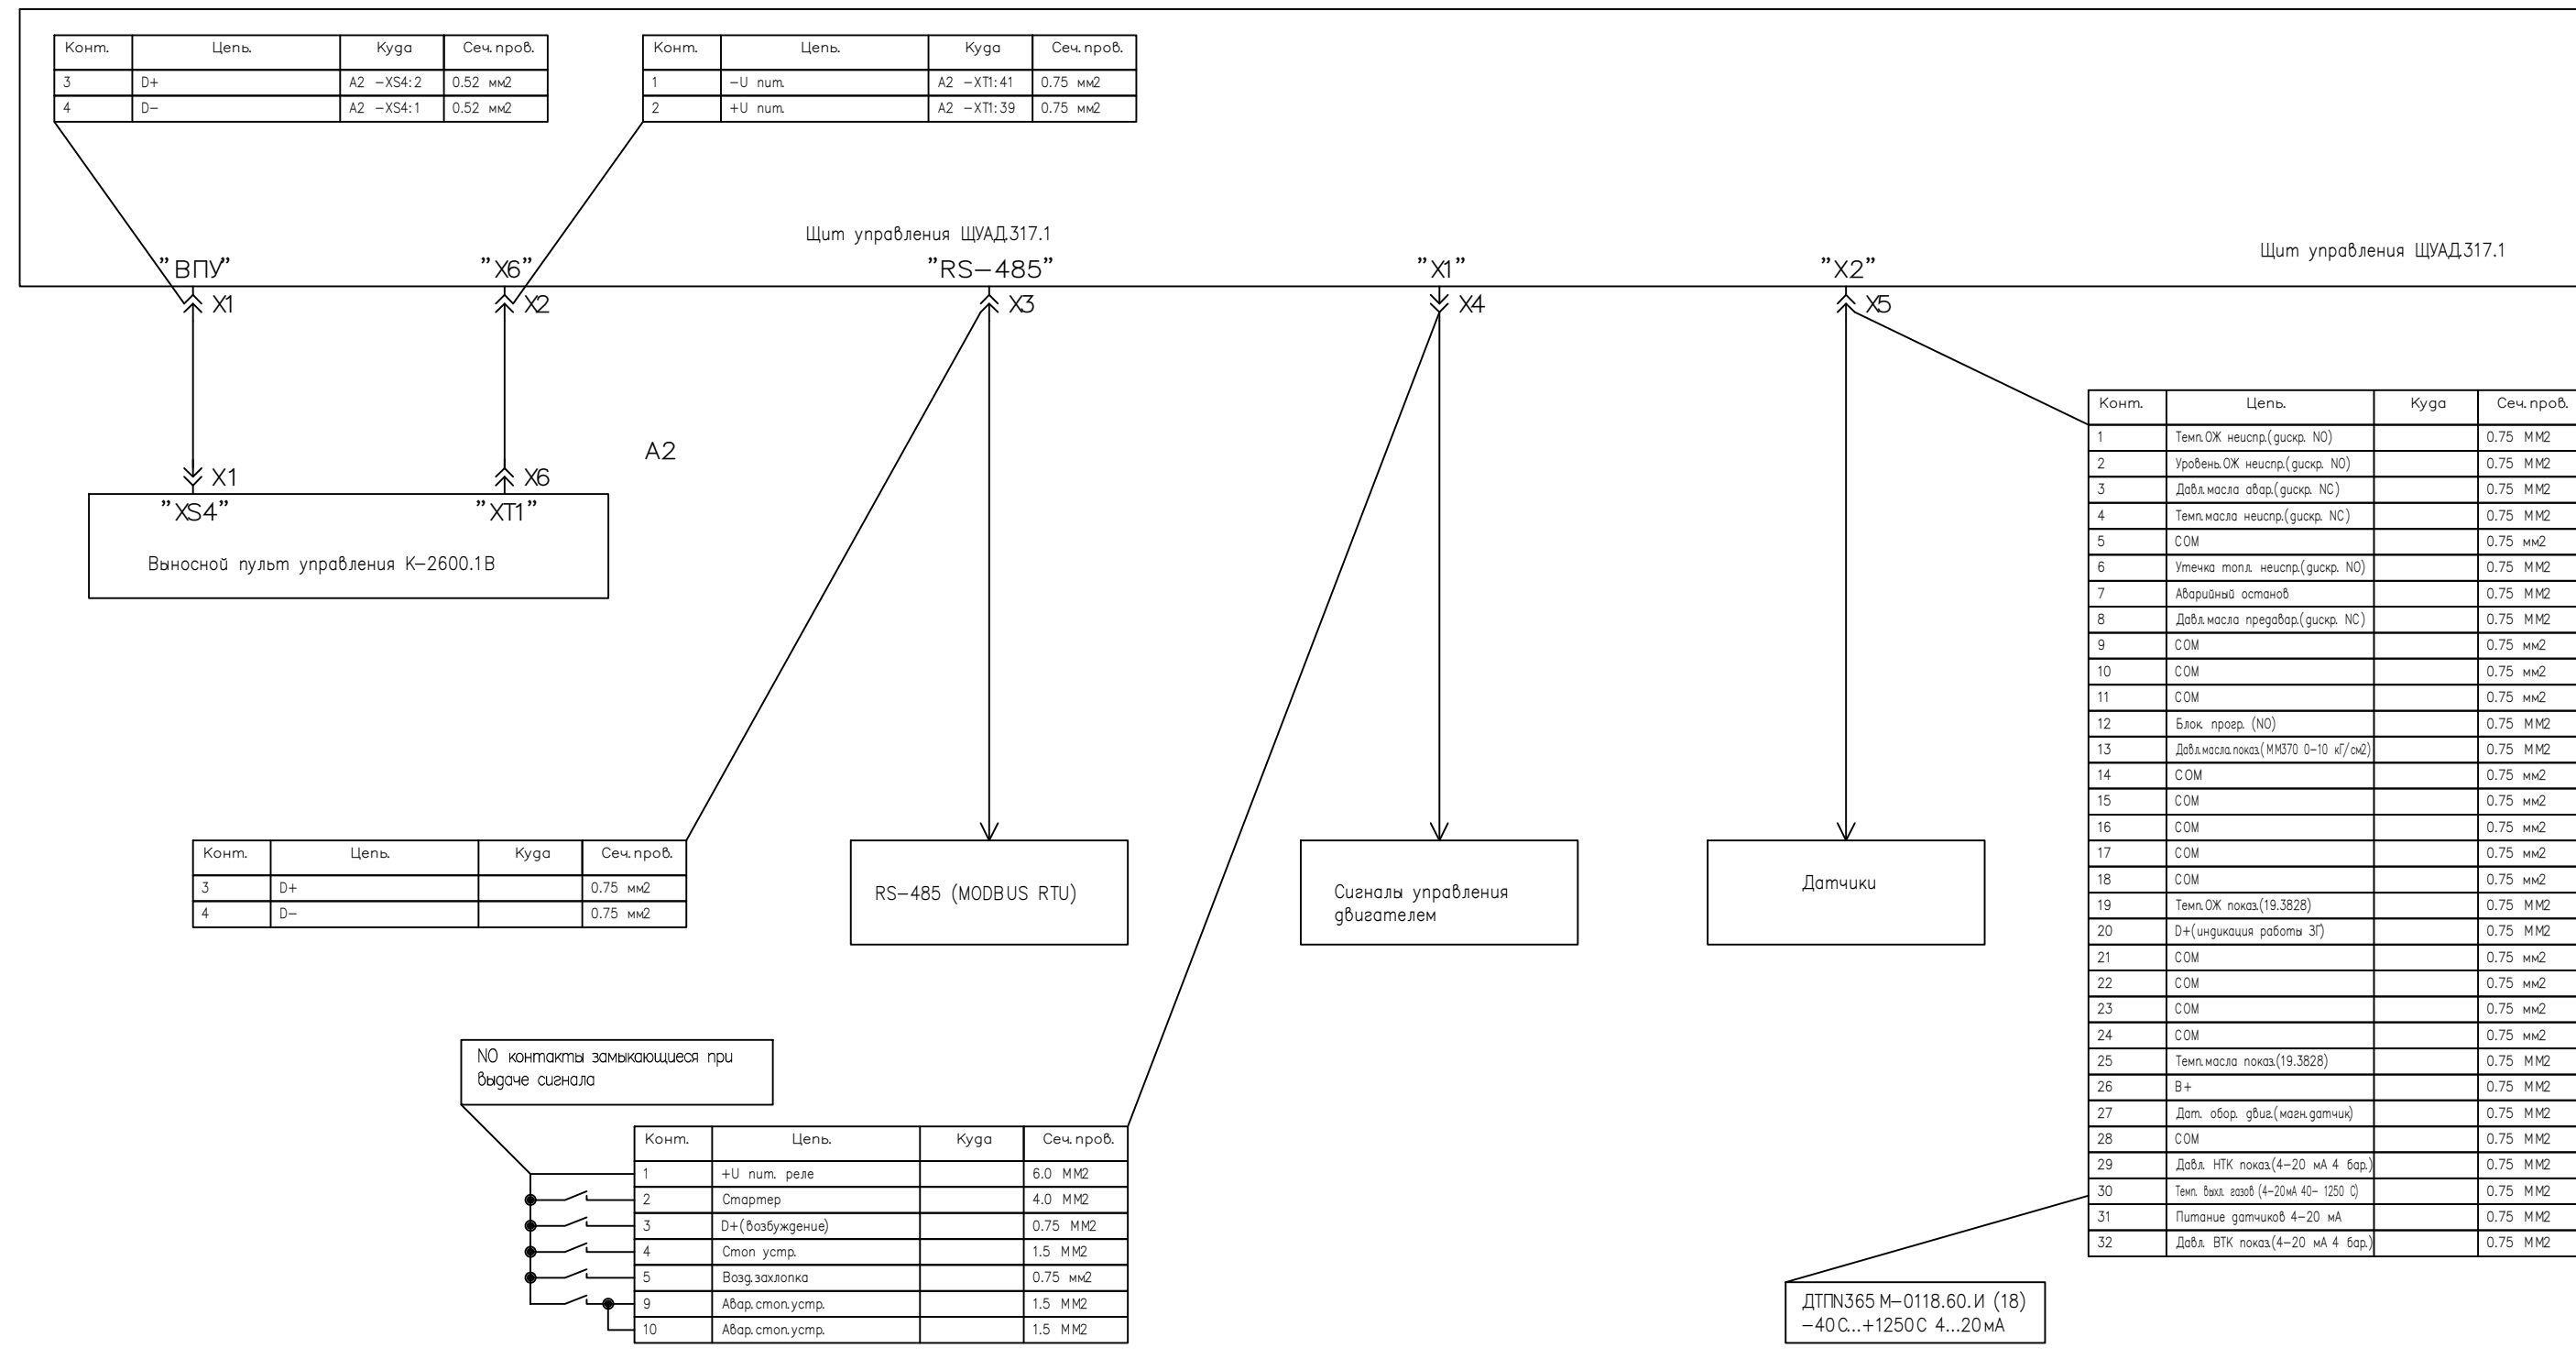 Конт. Цепь. Куда Сеч. пров.
3 D+ A2 -XS4:2 0.52 мм2
4 D- A2 -XS4:1 0.52 мм2
Конт. Цепь. Куда Сеч. пров.
1 -U пит. A2 -XT1:41 0.75 мм2
2 +U пит. A2 -XT1:39 0.75 мм2
Щит управления ЩУАД.317.1
Щит управления ЩУАД.317.1
"ВПУ" "X6" "RS-485" "X1" "X2"
X1 X2 X3 X4 X5
A2
X1 X6
"XS4" "XT1"
Выносной пульт управления К-2600.1В
Конт. Цепь. Куда Сеч. пров.
1 Темп.ОЖ неиспр.(дискр. NO) 0.75 ММ2
2 Уровень.ОЖ неиспр.(дискр. NO) 0.75 ММ2
3 Давл.масла авар.(дискр. NC) 0.75 ММ2
4 Темп.масла неиспр.(дискр. NC) 0.75 ММ2
5 COM 0.75 мм2
6 Утечка топл. неиспр.(дискр. NO) 0.75 ММ2
7 Аварийный останов 0.75 ММ2
8 Давл.масла предавар.(дискр. NC) 0.75 ММ2
9 COM 0.75 мм2
10 COM 0.75 мм2
11 COM 0.75 мм2
12 Блок. прогр. (NO) 0.75 ММ2
13 Давл.масла.показ.(ММ370 0-10 кГ/см2) 0.75 ММ2
14 COM 0.75 мм2
15 COM 0.75 мм2
16 COM 0.75 мм2
17 COM 0.75 мм2
18 COM 0.75 мм2
19 Темп.ОЖ показ.(19.3828) 0.75 ММ2
20 D+(индикация работы ЗГ) 0.75 ММ2
21 COM 0.75 мм2
22 COM 0.75 мм2
23 COM 0.75 мм2
24 COM 0.75 мм2
25 Темп.масла показ.(19.3828) 0.75 ММ2
26 B+ 0.75 ММ2
27 Дат. обор. двиг.(магн.датчик) 0.75 ММ2
28 COM 0.75 ММ2
29 Давл. НТК показ.(4-20 мА 4 бар.) 0.75 ММ2
30 Темп. выхл. газов (4-20мА 40- 1250 С) 0.75 ММ2
31 Питание датчиков 4-20 мА 0.75 ММ2
32 Давл. ВТК показ.(4-20 мА 4 бар.) 0.75 ММ2
Конт. Цепь. Куда Сеч. пров.
3 D+ 0.75 мм2
4 D- 0.75 мм2
RS-485 (MODBUS RTU)
Сигналы управления
двигателем
Датчики
NO контакты замыкающиеся при
выдаче сигнала
Конт. Цепь. Куда Сеч. пров.
1 +U пит. реле 6.0 ММ2
2 Стартер 4.0 ММ2
3 D+(возбуждение) 0.75 ММ2
4 Стоп устр. 1.5 ММ2
5 Возд.захлопка 0.75 мм2
9 Авар.стоп.устр. 1.5 ММ2
10 Авар.стоп.устр. 1.5 ММ2
ДТПN365М-0118.60.И (18)
-40С...+1250С 4...20мА